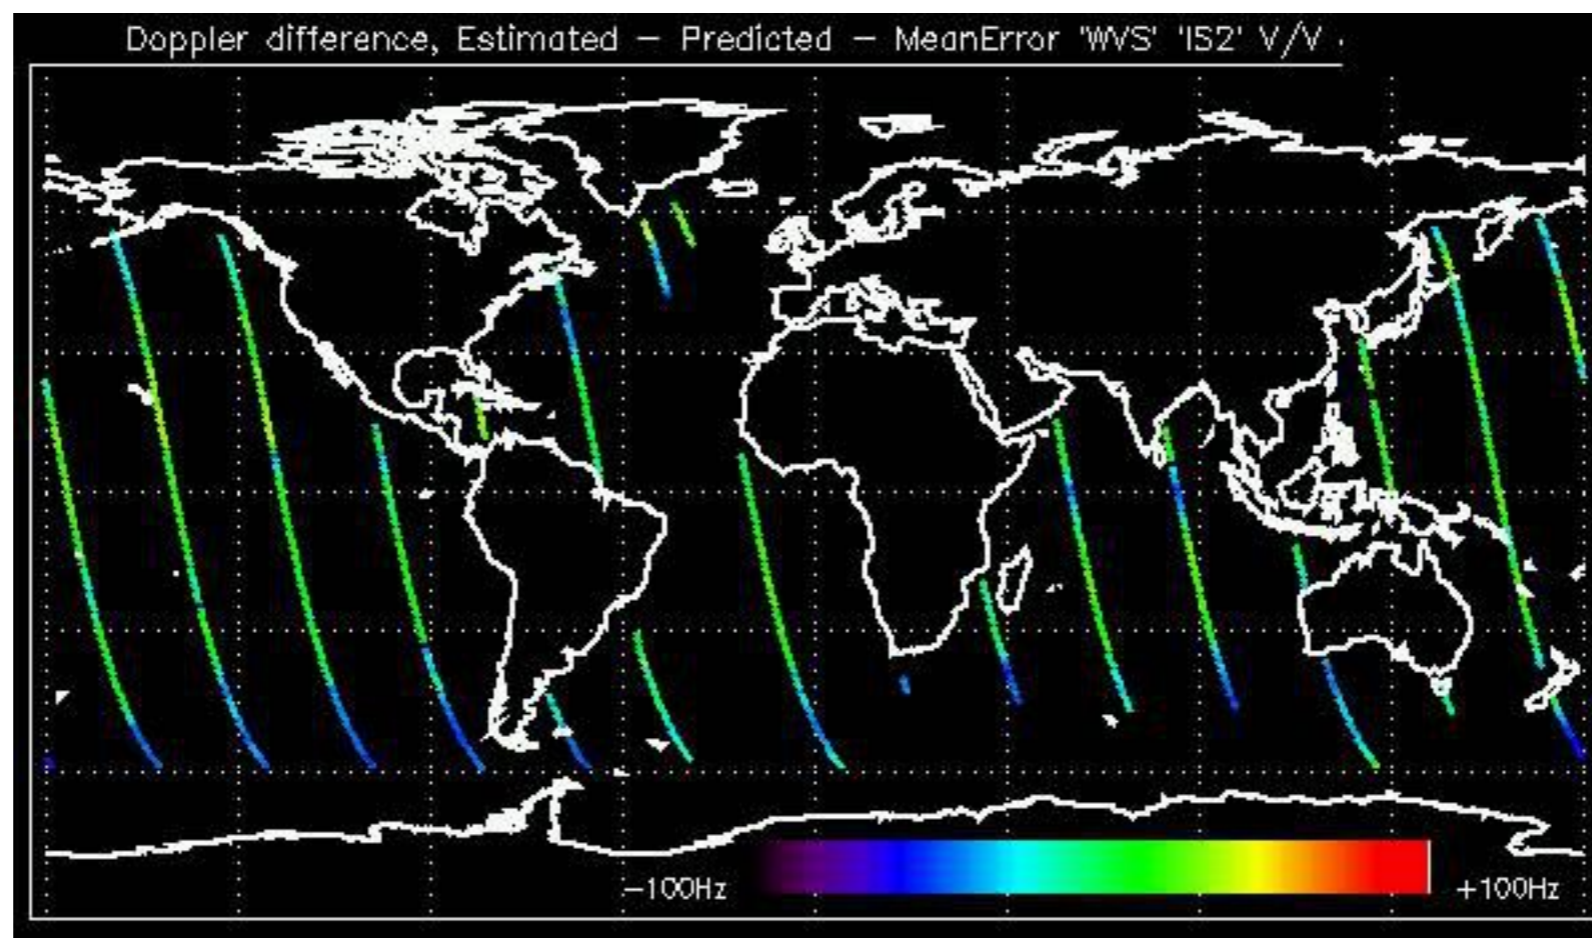 Doppler difference, Estimated - Predicted - MeanError 'WVS' 'IS2' V/V
-100Hz
+100Hz